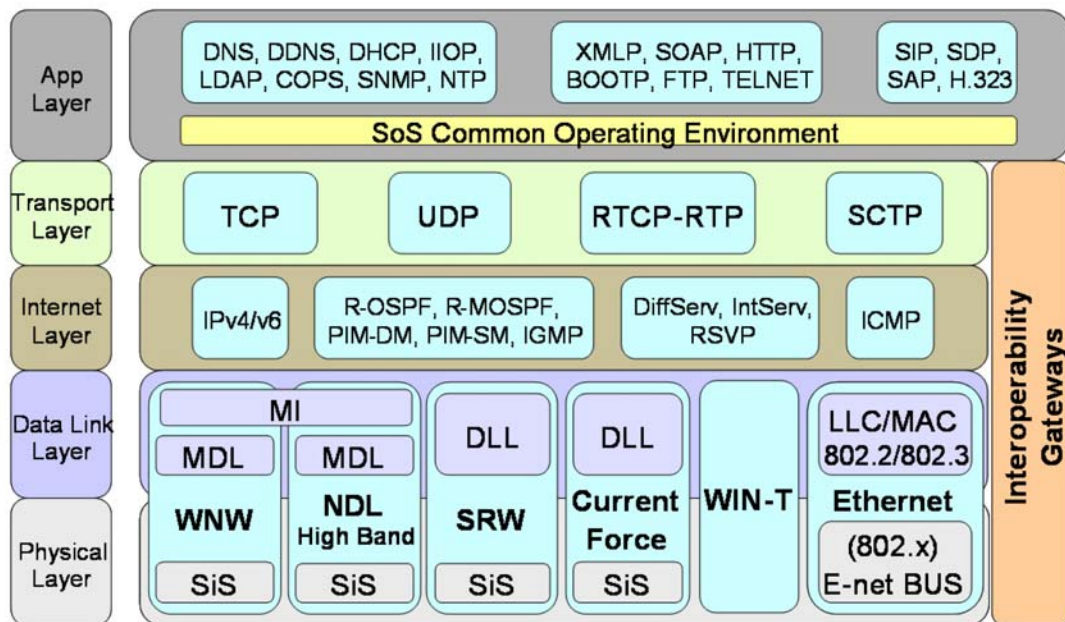 App
Layer
DNS, DDNS, DHCP, IIOP,
LDAP, COPS, SNMP, NTP
XMLP, SOAP, HTTP,
BOOTP, FTP, TELNET
SIP, SDP,
SAP, H.323
SoS Common Operating Environment
Transport
Layer
TCP
UDP
RTCP-RTP
SCTP
Internet
Layer
IPv4/v6
R-OSPF, R-MOSPF,
PIM-DM, PIM-SM, IGMP
DiffServ, IntServ,
RSVP
ICMP
Data Link
Layer
MI
MDL
MDL
DLL
DLL
LLC/MAC
802.2/802.3
WNW
NDL
High Band
SRW
Current
Force
WIN-T
Ethernet
Physical
Layer
SiS
SiS
SiS
SiS
(802.x)
E-net BUS
Interoperability
Gateways